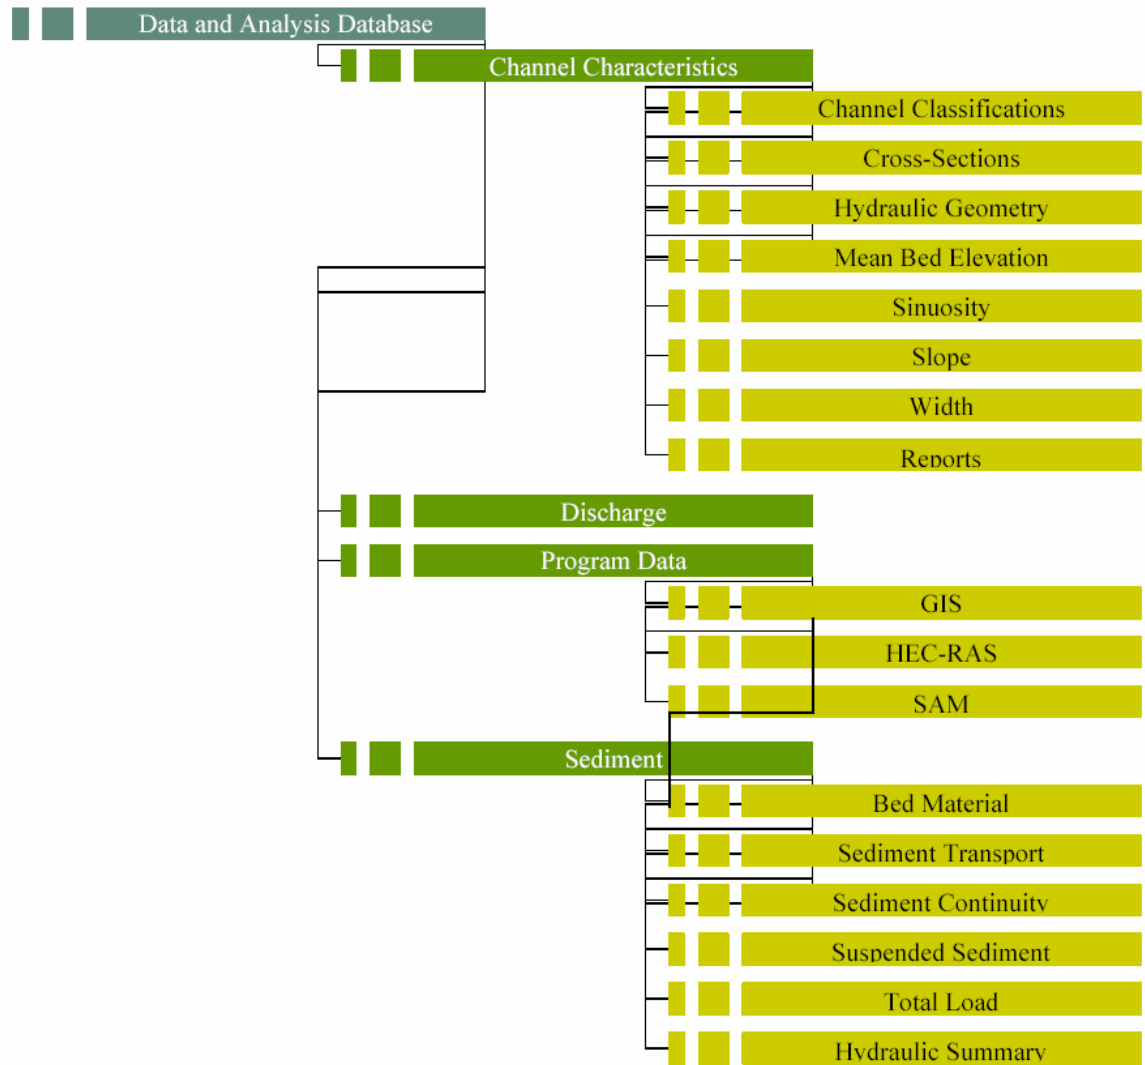 Data and Analysis Database
Channel Characteristics
Channel Classifications
Cross-Sections
Hydraulic Geometry
Mean Bed Elevation
Sinuosity
Slope
Width
Reports
Discharge
Program Data
GIS
HEC-RAS
SAM
Sediment
Bed Material
Sediment Transport
Sediment Continuity
Suspended Sediment
Total Load
Hydraulic Summary